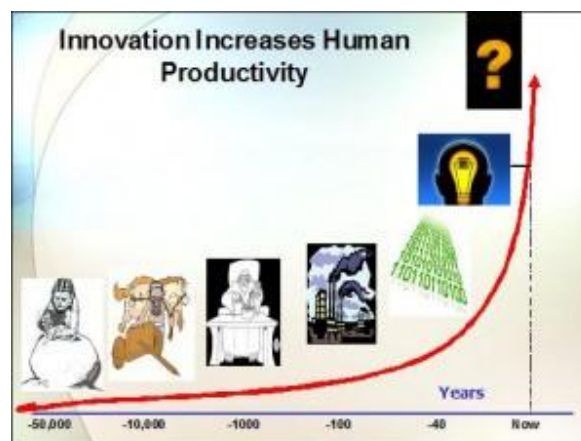 Innovation Increases Human
Productivity
?
Years
-50,000
-10,000
-1000
-100
-40
Now